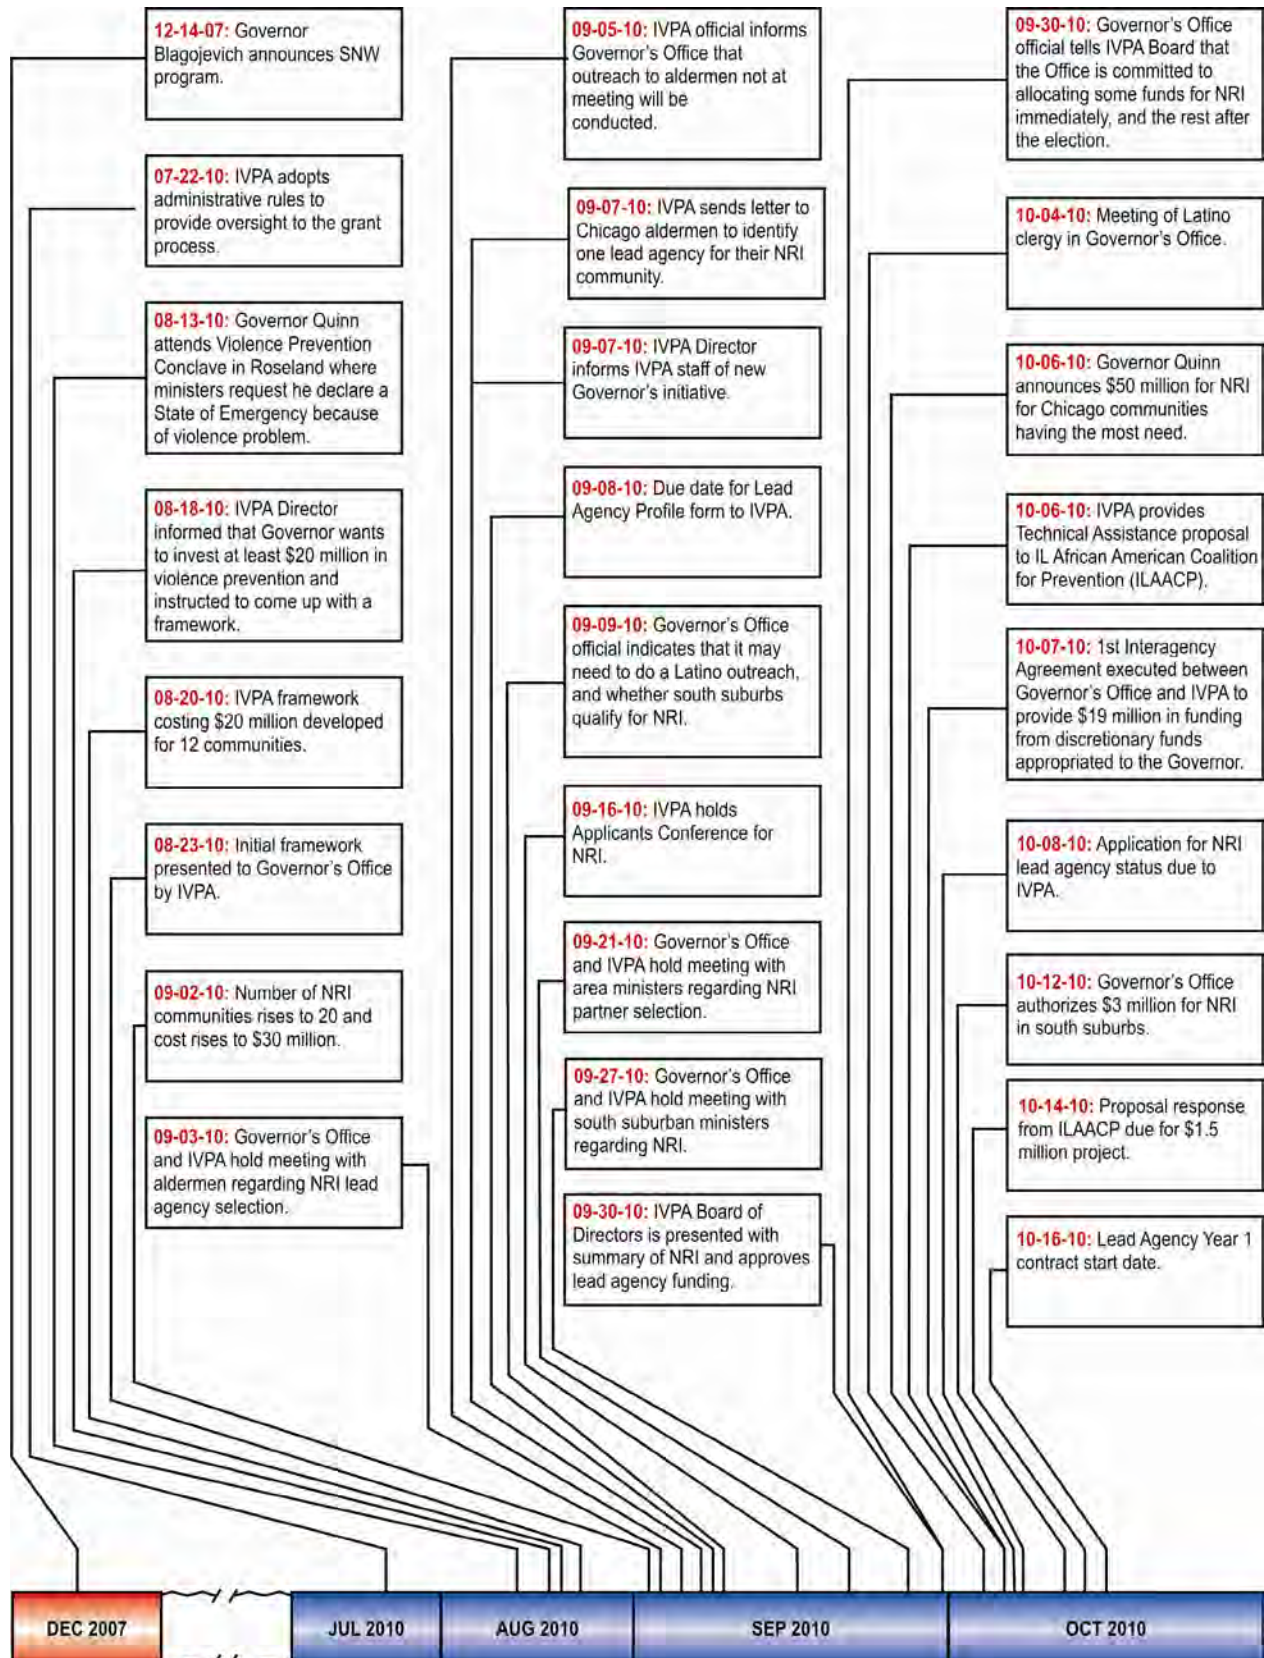 12-14-07: Governor
Blagojevich announces SNW
program.
07-22-10: IVPA adopts
administrative rules to
provide oversight to the grant
process.
08-13-10: Governor Quinn
attends Violence Prevention
Conclave in Roseland where
ministers request he declare a
State of Emergency because
of violence problem.
08-18-10: IVPA Director
informed that Governor wants
to invest at least $20 million in
violence prevention and
instructed to come up with a
framework.
08-20-10: IVPA framework
costing $20 million developed
for 12 communities.
08-23-10: Initial framework
presented to Governor's Office
by IVPA.
09-02-10: Number of NRI
communities rises to 20 and
cost rises to $30 million.
09-03-10: Governor's Office
and IVPA hold meeting with
aldermen regarding NRI lead
agency selection.
09-05-10: IVPA official informs
Governor's Office that
outreach to aldermen not at
meeting will be
conducted.
09-07-10: IVPA sends letter to
Chicago aldermen to identify
one lead agency for their NRI
community.
09-07-10: IVPA Director
informs IVPA staff of new
Governor's initiative.
09-08-10: Due date for Lead
Agency Profile form to IVPA.
09-09-10: Governor's Office
official indicates that it may
need to do a Latino outreach,
and whether south suburbs
qualify for NRI.
09-16-10: IVPA holds
Applicants Conference for
NRI.
09-21-10: Governor's Office
and IVPA hold meeting with
area ministers regarding NRI
partner selection.
09-27-10: Governor's Office
and IVPA hold meeting with
south suburban ministers
regarding NRI.
09-30-10: IVPA Board of
Directors is presented with
summary of NRI and approves
lead agency funding.
09-30-10: Governor's Office
official tells IVPA Board that
the Office is committed to
allocating some funds for NRI
immediately, and the rest after
the election.
10-04-10: Meeting of Latino
clergy in Governor's Office.
10-06-10: Governor Quinn
announces $50 million for NRI
for Chicago communities
having the most need.
10-06-10: IVPA provides
Technical Assistance proposal
to IL African American Coalition
for Prevention (ILAACP).
10-07-10: 1st Interagency
Agreement executed between
Governor's Office and IVPA to
provide $19 million in funding
from discretionary funds
appropriated to the Governor.
10-08-10: Application for NRI
lead agency status due to
IVPA.
10-12-10: Governor's Office
authorizes $3 million for NRI
in south suburbs.
10-14-10: Proposal response
from ILAACP due for $1.5
million project.
10-16-10: Lead Agency Year 1
contract start date.
DEC 2007
JUL 2010
AUG 2010
SEP 2010
OCT 2010